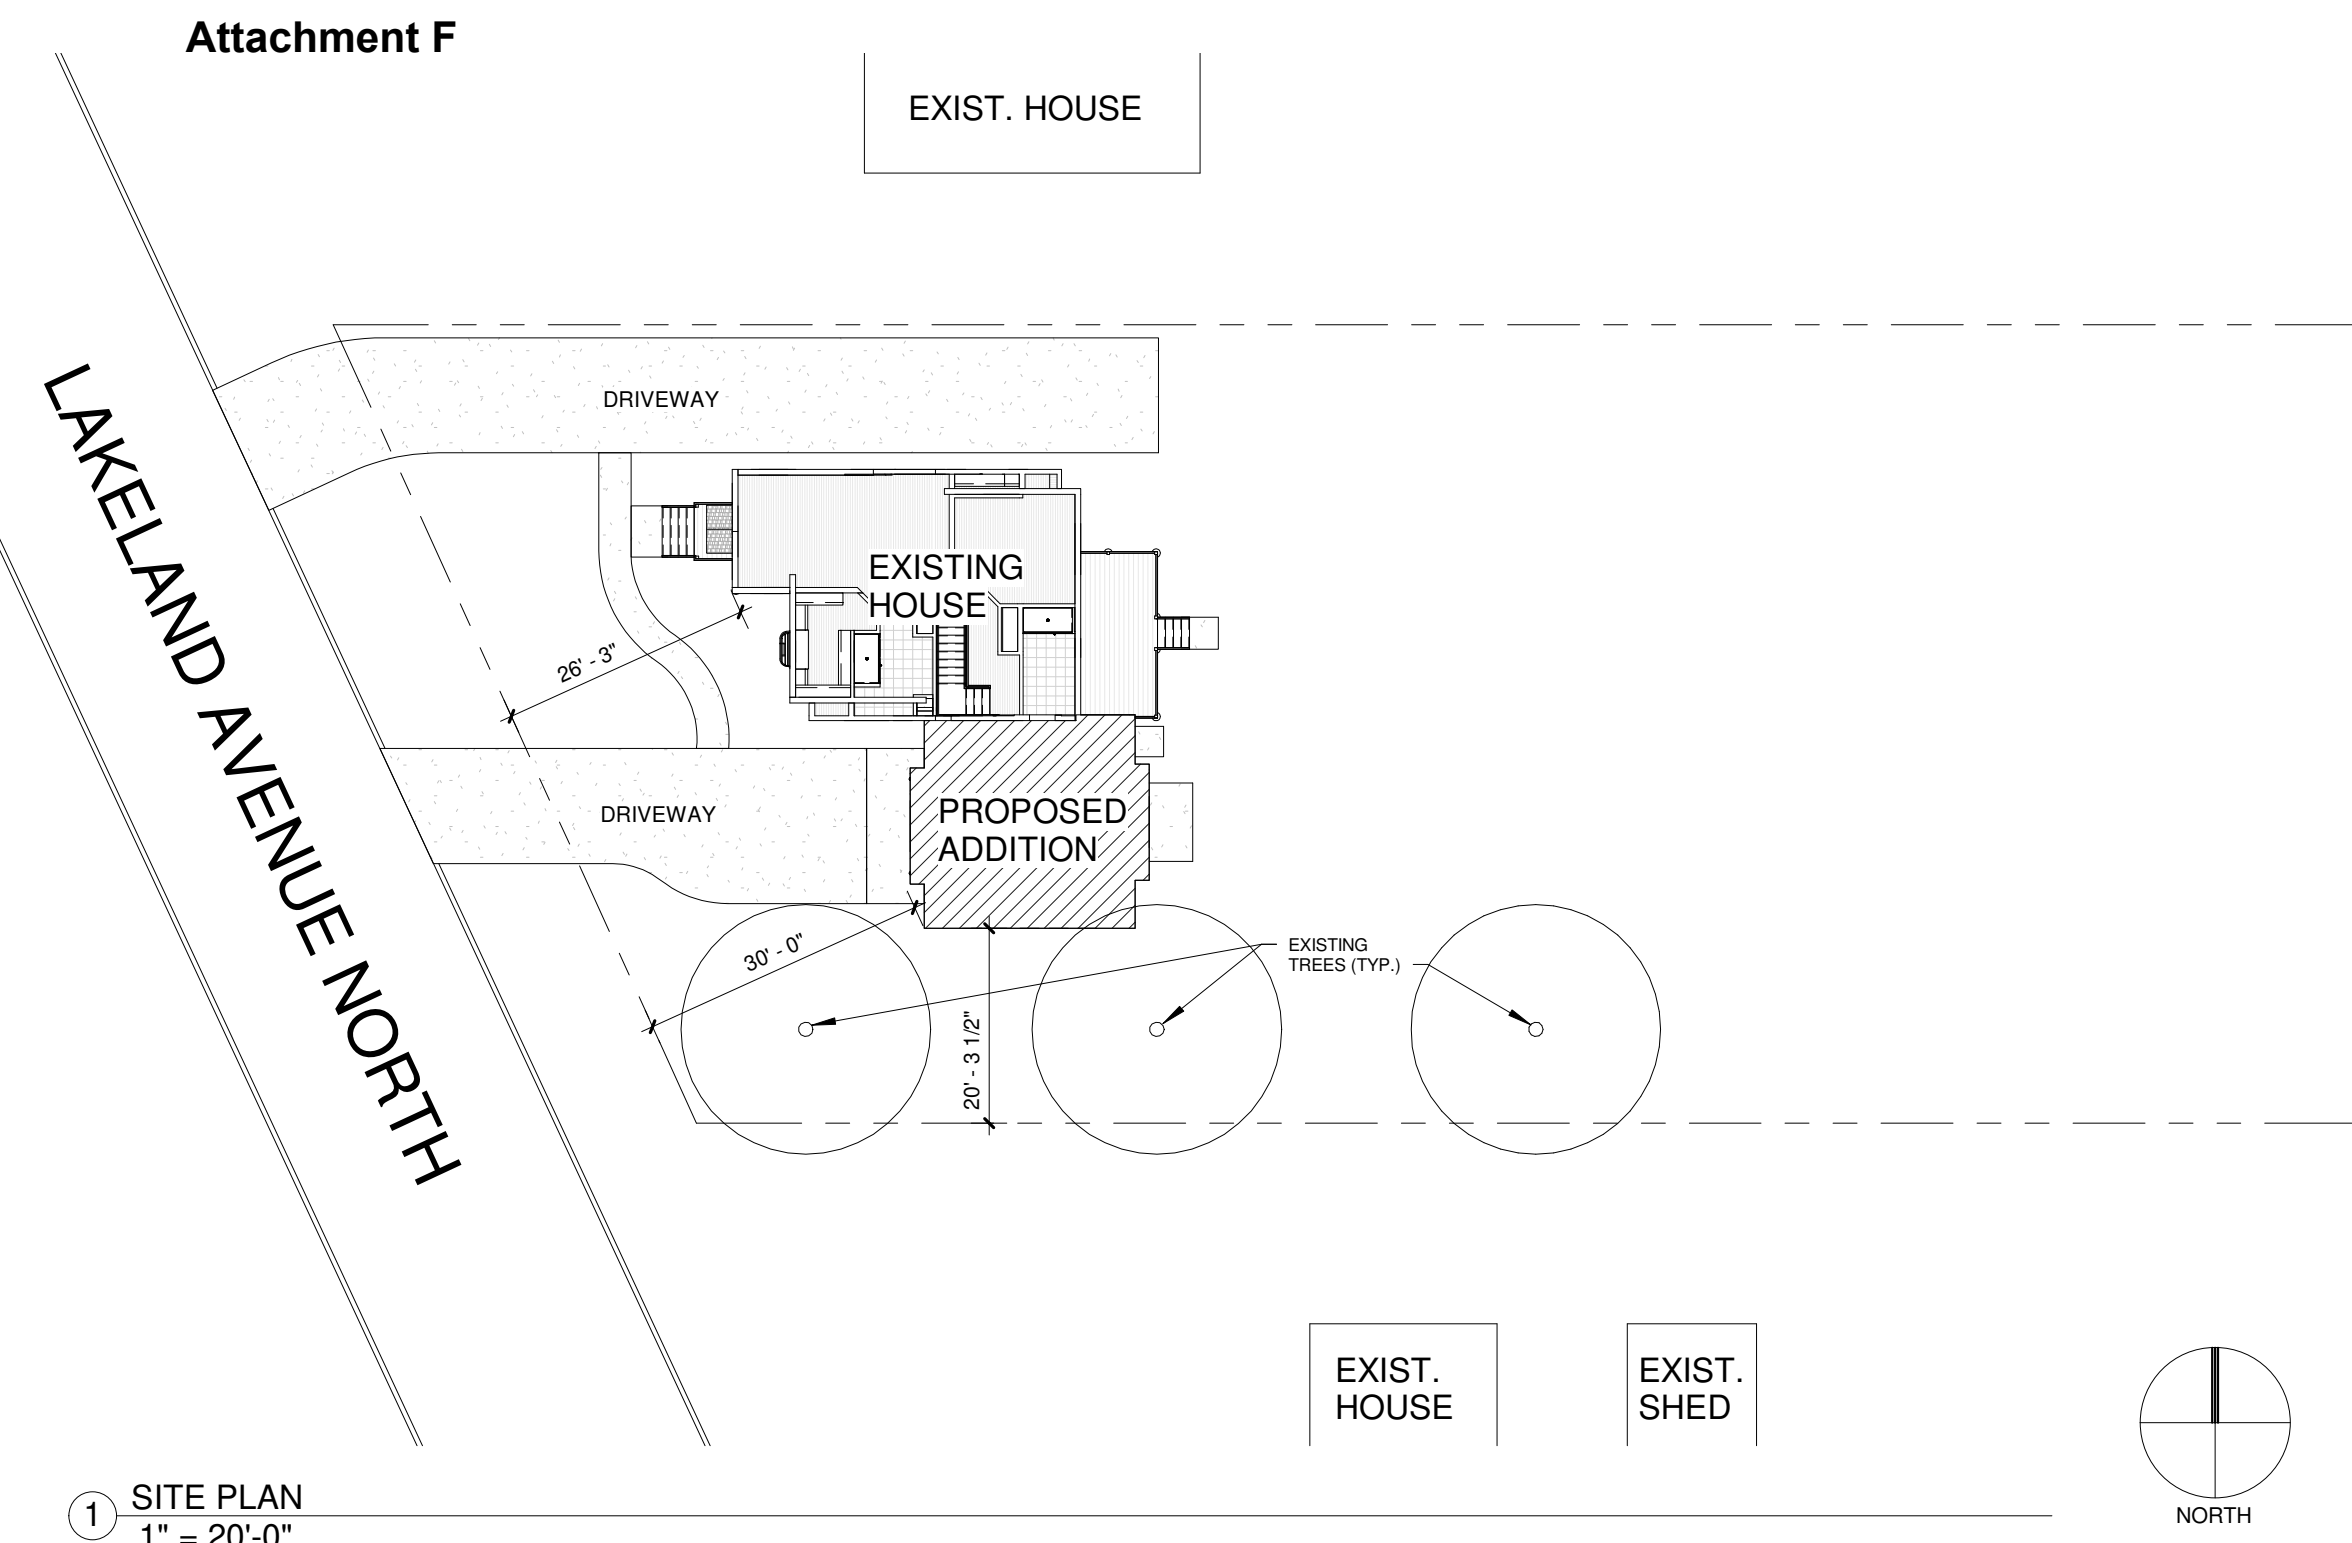 Attachment F
EXIST. HOUSE
DRIVEWAY
LAKELAND AVENUE NORTH
EXISTING
HOUSE
26' - 3"
DRIVEWAY
PROPOSED
ADDITION
30' - 0"
20' - 3 1/2"
EXISTING
TREES (TYP.)
EXIST.
HOUSE
EXIST.
SHED
1
SITE PLAN
1" = 20'-0"
NORTH